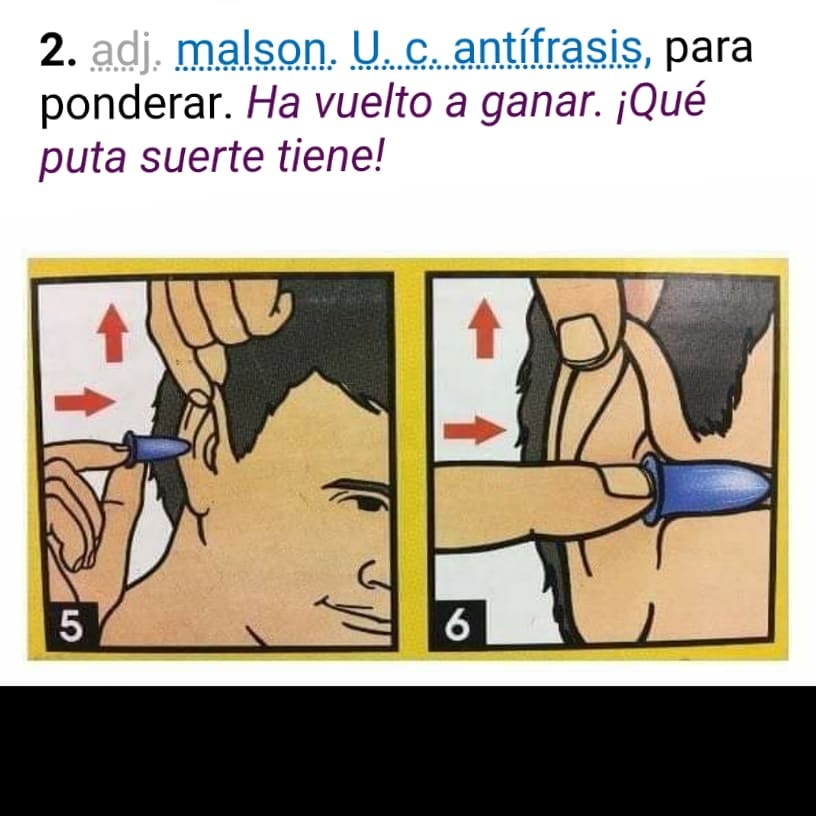 2. adj. malson. U. c. antífrasis, para
ponderar. Ha vuelto a ganar. ¡Qué
puta suerte tiene!
5
6